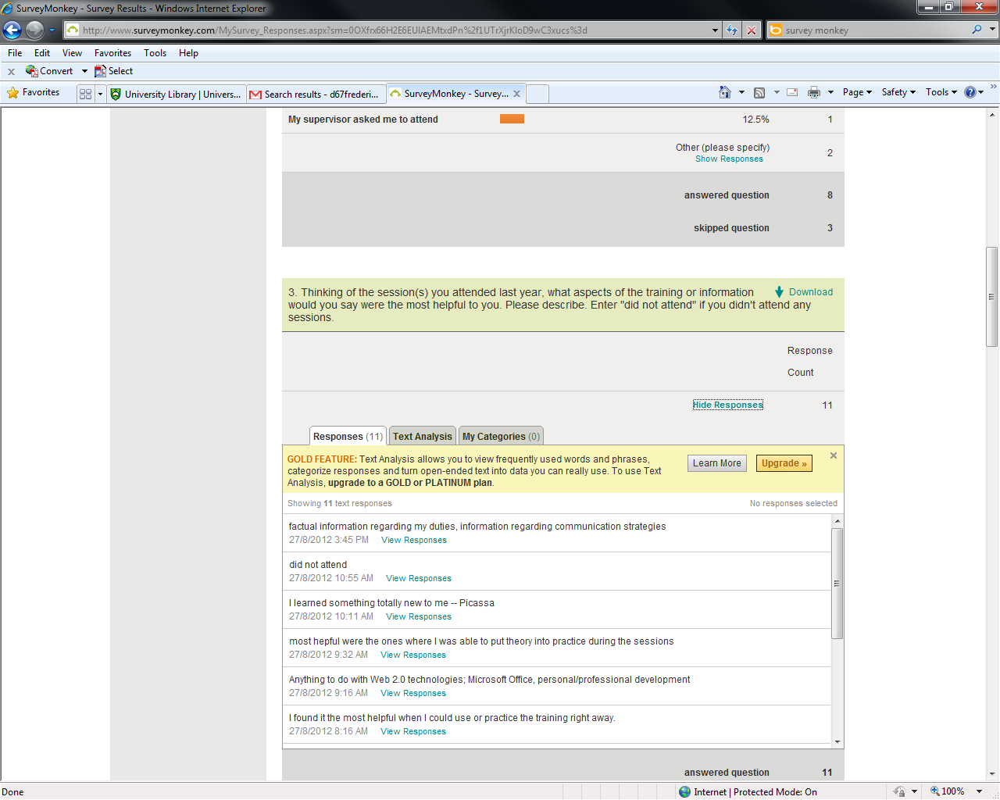 SurveyMonkey - Survey Results - Windows Internet Explorer
http://www.surveymonkey.com/MySurvey_Responses.aspx?sm=0OXfrx66H2E6EUIAEMtxdPn%2f1UTrXjrKIoD9wC3xucs%3d
survey monkey
File Edit View Favorites Tools Help
x Convert Select
Favorites University Library | Univers... Search results - d67frederi... SurveyMonkey - Survey... Page Safety Tools
My supervisor asked me to attend 12.5% 1
Other (please specify) 2
Show Responses
answered question 8
skipped question 3
3. Thinking of the session(s) you attended last year, what aspects of the training or information Download
would you say were the most helpful to you. Please describe. Enter "did not attend" if you didn't attend any
sessions.
Response
Count
Hide Responses 11
Responses (11) Text Analysis My Categories (0)
GOLD FEATURE: Text Analysis allows you to view frequently used words and phrases,
categorize responses and turn open-ended text into data you can really use. To use Text
Analysis, upgrade to a GOLD or PLATINUM plan.
Learn More Upgrade »
Showing 11 text responses No responses selected
factual information regarding my duties, information regarding communication strategies
27/8/2012 3:45 PM View Responses
did not attend
27/8/2012 10:55 AM View Responses
I learned something totally new to me -- Picassa
27/8/2012 10:11 AM View Responses
most hepful were the ones where I was able to put theory into practice during the sessions
27/8/2012 9:32 AM View Responses
Anything to do with Web 2.0 technologies; Microsoft Office, personal/professional development
27/8/2012 9:16 AM View Responses
I found it the most helpful when I could use or practice the training right away.
27/8/2012 8:16 AM View Responses
answered question 11
Done Internet | Protected Mode: On 100%